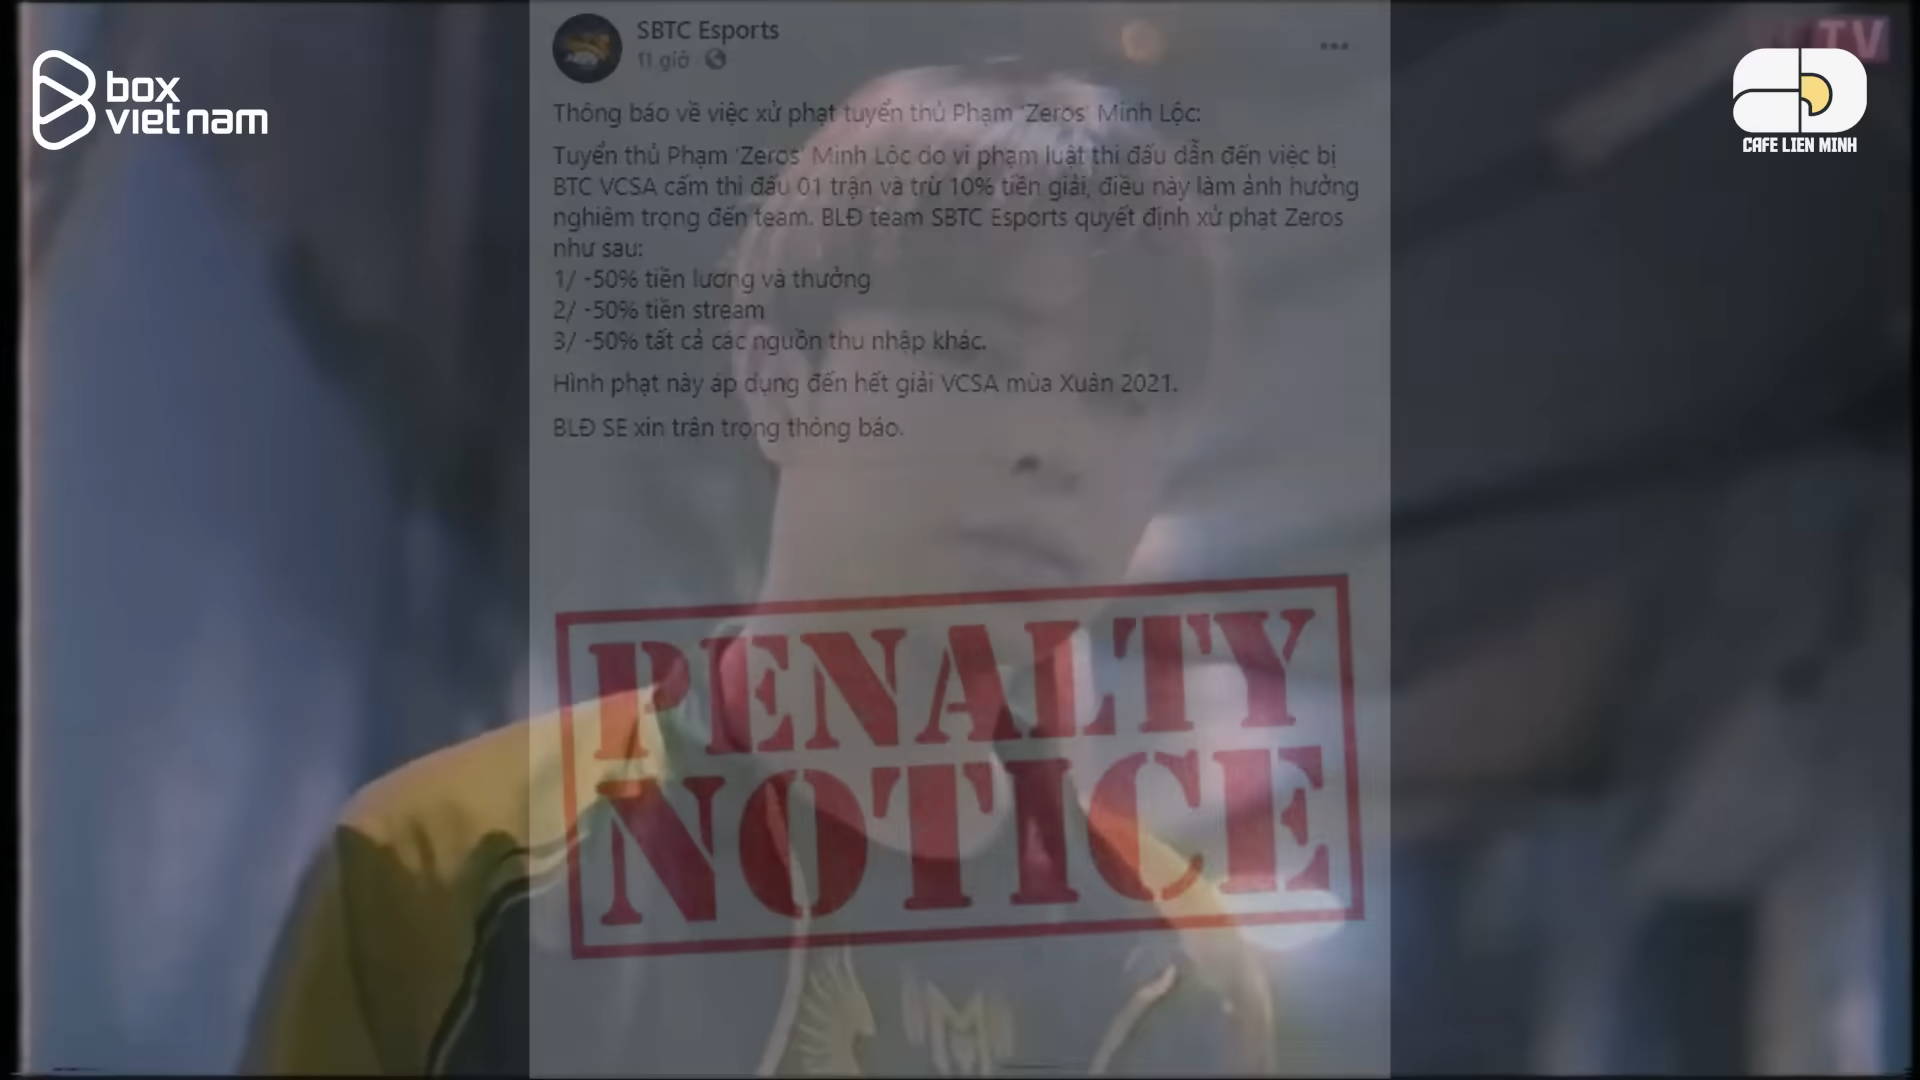 box
viet nam
TV
CAFE LIEN MINH
SBTC Esports
11 giờ
Thông báo về việc xử phạt tuyển thủ Phạm 'Zeros' Minh Lộc:
Tuyển thủ Phạm 'Zeros' Minh Lộc do vi phạm luật thi đấu dẫn đến việc bị
BTC VCSA cấm thi đấu 01 trận và trừ 10% tiền giải, điều này làm ảnh hưởng
nghiêm trọng đến team. BLĐ team SBTC Esports quyết định xử phạt Zeros
như sau:
1/ -50% tiền lương và thưởng
2/ -50% tiền stream
3/ -50% tất cả các nguồn thu nhập khác.
Hình phạt này áp dụng đến hết giải VCSA mùa Xuân 2021.
BLĐ SE xin trân trọng thông báo.
PENALTY
NOTICE